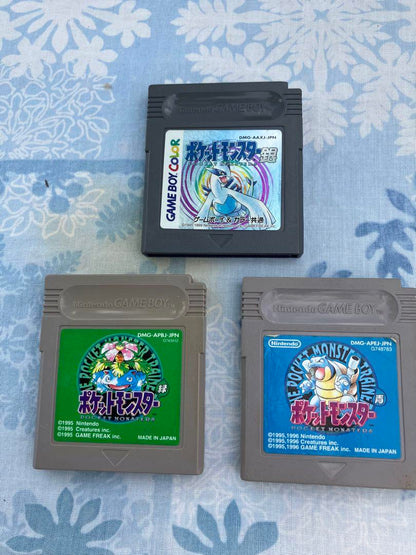 Nintendo GAME BOY
DMG-AAXJ-JPN
ポケットモンスター銀
GAME BOY COLOR
ゲームボーイ&カラー共通
Nintendo GAME BOY™
DMG-APBJ-JPN
緑
ポケットモンスター
POCKET MONSTERS
©1995 Nintendo
©1995 Creatures inc.
©1995 GAME FREAK inc.
MADE IN JAPAN
Nintendo GAME BOY™
Nintendo
DMG-APEJ-JPN
G748783
青
ポケットモンスター
POCKET MONSTERS
©1995,1996 Nintendo
©1995,1996 Creatures inc.
©1995,1996 GAME FREAK inc.
MADE IN JAPAN